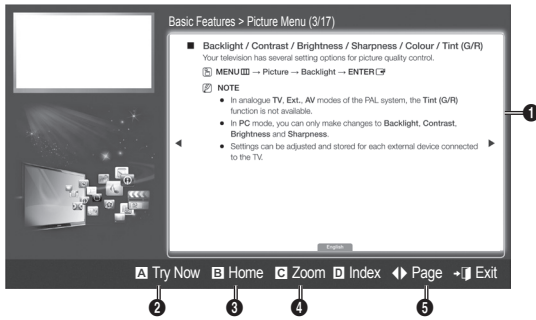 Basic Features > Picture Menu (3/17)
■ Backlight / Contrast / Brightness / Sharpness / Colour / Tint (G/R)
Your television has several setting options for picture quality control.
MENU → Picture → Backlight → ENTER
NOTE
● In analogue TV, Ext., AV modes of the PAL system, the Tint (G/R)
function is not available.
● In PC mode, you can only make changes to Backlight, Contrast,
Brightness and Sharpness.
● Settings can be adjusted and stored for each external device connected
to the TV.
◀ ▶
1
English
A Try Now B Home C Zoom D Index ◀▶ Page Exit
2 3 4 5